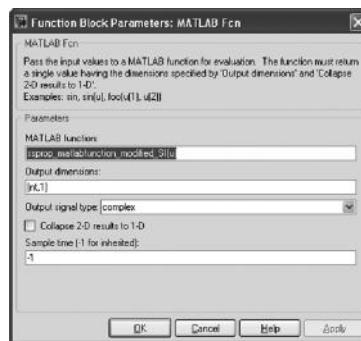 Function Block Parameters: MATLAB Fcn
MATLAB Fcn
Pass the input values to a MATLAB function for evaluation. The function must return
a single value having the dimensions specified by 'Output dimensions' and 'Collapse
2-D results to 1-D'.
Examples: sin, sin(u), foo(u(1), u(2))
Parameters
MATLAB function:
ssprop_matlabfunction_modified_SI(u
Output dimensions:
[nt,1]
Output signal type: complex
Collapse 2-D results to 1-D
Sample time (-1 for inherited):
-1
OK Cancel Help Apply